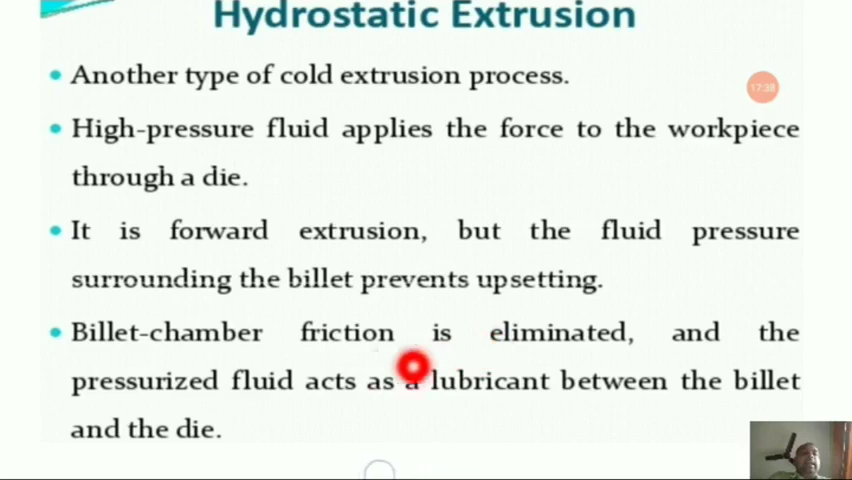 Hydrostatic Extrusion
Another type of cold extrusion process.
17:38
High-pressure fluid applies the force to the workpiece
through a die.
It is forward extrusion, but the fluid pressure
surrounding the billet prevents upsetting.
Billet-chamber friction is eliminated, and the
pressurized fluid acts as a lubricant between the billet
and the die.